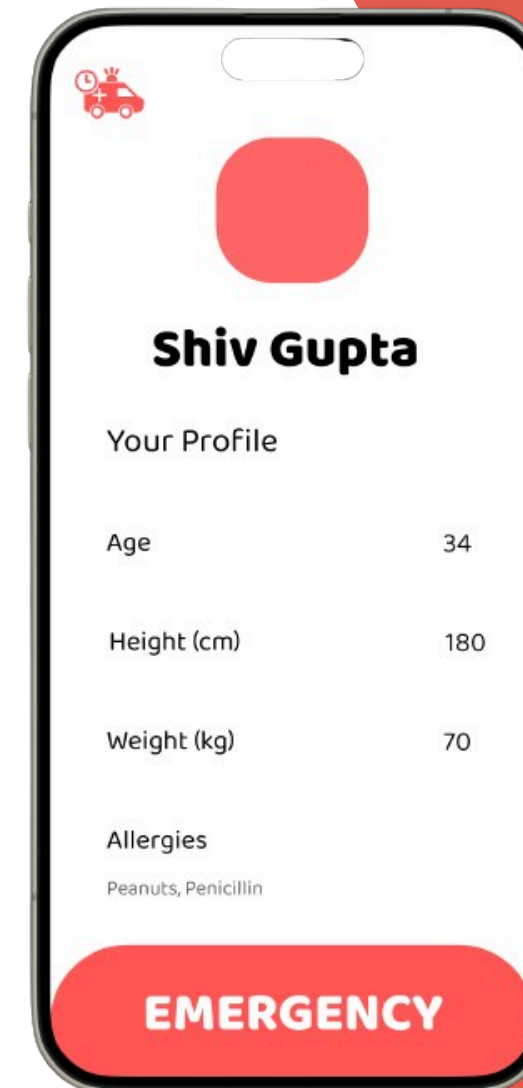 Shiv Gupta
Your Profile
Age 34
Height (cm) 180
Weight (kg) 70
Allergies
Peanuts, Penicillin
EMERGENCY